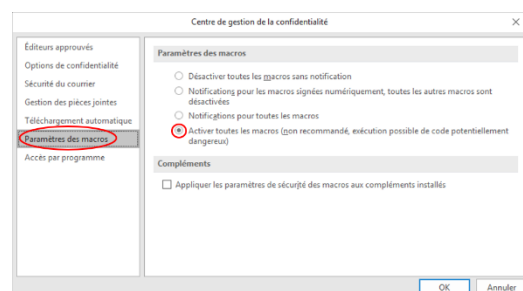 Centre de gestion de la confidentialité
Éditeurs approuvés
Options de confidentialité
Sécurité du courrier
Gestion des pièces jointes
Téléchargement automatique
Paramètres des macros
Accès par programme
Paramètres des macros
Désactiver toutes les macros sans notification
Notifications pour les macros signées numériquement, toutes les autres macros sont
désactivées
Notifications pour toutes les macros
Activer toutes les macros (non recommandé, exécution possible de code potentiellement
dangereux)
Compléments
Appliquer les paramètres de sécurité des macros aux compléments installés
OK
Annuler